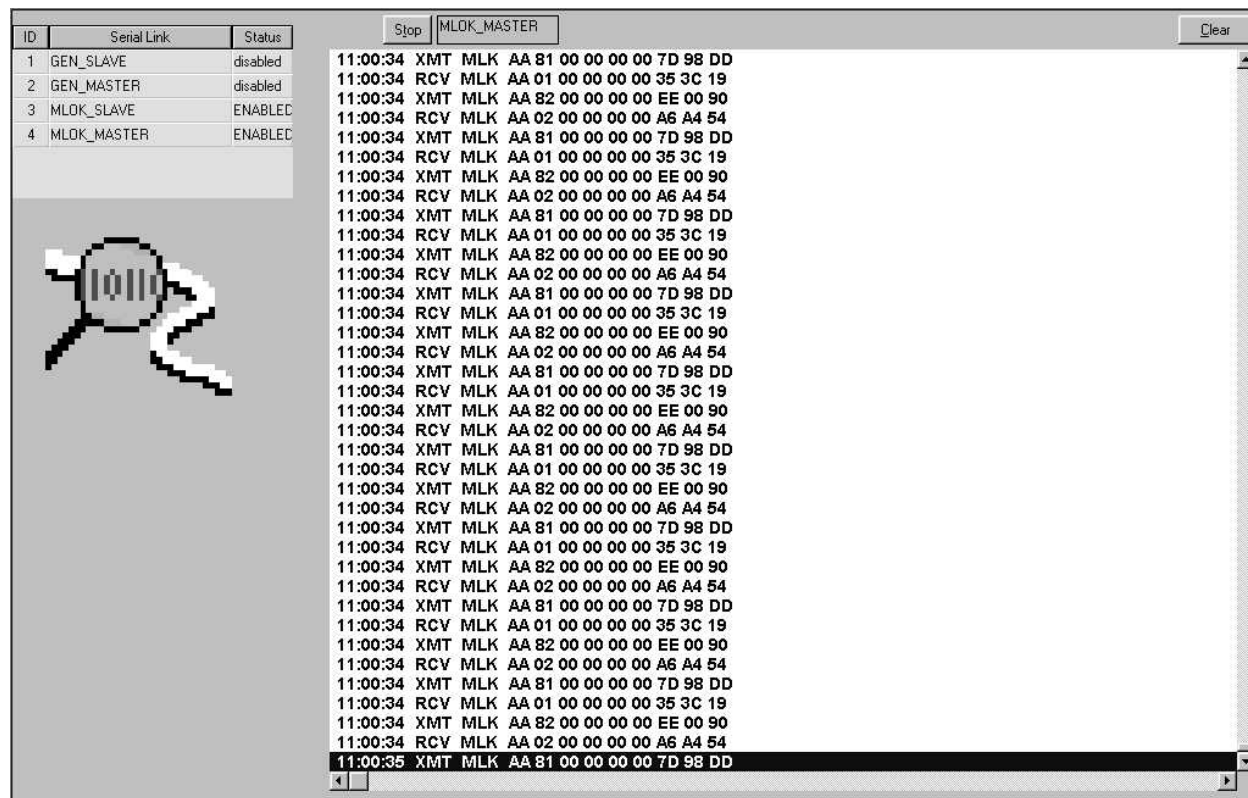 ID Serial Link Status
1 GEN_SLAVE disabled
2 GEN_MASTER disabled
3 MLOK_SLAVE ENABLED
4 MLOK_MASTER ENABLED
Stop MLOK_MASTER Clear
11:00:34 XMT MLK AA 81 00 00 00 00 7D 98 DD
11:00:34 RCV MLK AA 01 00 00 00 00 35 3C 19
11:00:34 XMT MLK AA 82 00 00 00 00 EE 00 90
11:00:34 RCV MLK AA 02 00 00 00 00 A6 A4 54
11:00:34 XMT MLK AA 81 00 00 00 00 7D 98 DD
11:00:34 RCV MLK AA 01 00 00 00 00 35 3C 19
11:00:34 XMT MLK AA 82 00 00 00 00 EE 00 90
11:00:34 RCV MLK AA 02 00 00 00 00 A6 A4 54
11:00:34 XMT MLK AA 81 00 00 00 00 7D 98 DD
11:00:34 RCV MLK AA 01 00 00 00 00 35 3C 19
11:00:34 XMT MLK AA 82 00 00 00 00 EE 00 90
11:00:34 RCV MLK AA 02 00 00 00 00 A6 A4 54
11:00:34 XMT MLK AA 81 00 00 00 00 7D 98 DD
11:00:34 RCV MLK AA 01 00 00 00 00 35 3C 19
11:00:34 XMT MLK AA 82 00 00 00 00 EE 00 90
11:00:34 RCV MLK AA 02 00 00 00 00 A6 A4 54
11:00:34 XMT MLK AA 81 00 00 00 00 7D 98 DD
11:00:34 RCV MLK AA 01 00 00 00 00 35 3C 19
11:00:34 XMT MLK AA 82 00 00 00 00 EE 00 90
11:00:34 RCV MLK AA 02 00 00 00 00 A6 A4 54
11:00:34 XMT MLK AA 81 00 00 00 00 7D 98 DD
11:00:34 RCV MLK AA 01 00 00 00 00 35 3C 19
11:00:34 XMT MLK AA 82 00 00 00 00 EE 00 90
11:00:34 RCV MLK AA 02 00 00 00 00 A6 A4 54
11:00:34 XMT MLK AA 81 00 00 00 00 7D 98 DD
11:00:34 RCV MLK AA 01 00 00 00 00 35 3C 19
11:00:34 XMT MLK AA 82 00 00 00 00 EE 00 90
11:00:34 RCV MLK AA 02 00 00 00 00 A6 A4 54
11:00:34 XMT MLK AA 81 00 00 00 00 7D 98 DD
11:00:34 RCV MLK AA 01 00 00 00 00 35 3C 19
11:00:34 XMT MLK AA 82 00 00 00 00 EE 00 90
11:00:34 RCV MLK AA 02 00 00 00 00 A6 A4 54
11:00:34 XMT MLK AA 81 00 00 00 00 7D 98 DD
11:00:34 RCV MLK AA 01 00 00 00 00 35 3C 19
11:00:34 XMT MLK AA 82 00 00 00 00 EE 00 90
11:00:34 RCV MLK AA 02 00 00 00 00 A6 A4 54
11:00:35 XMT MLK AA 81 00 00 00 00 7D 98 DD